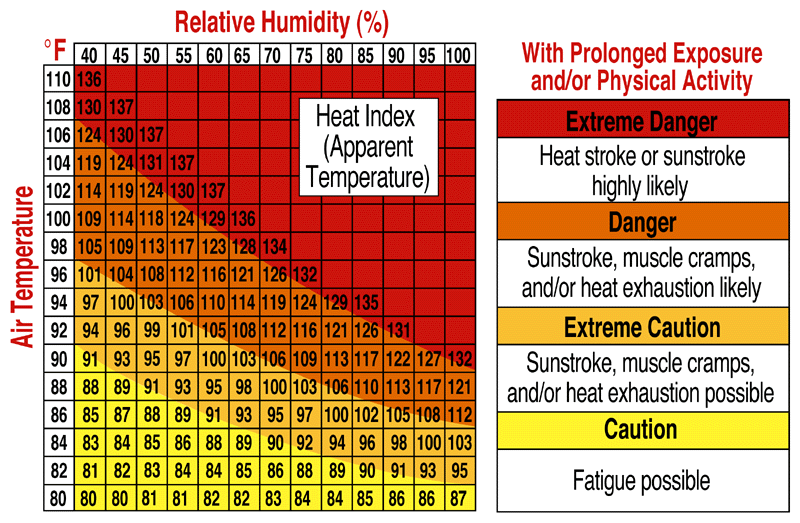 Relative Humidity (%)
°F 40 45 50 55 60 65 70 75 80 85 90 95 100
110 136
108 130 137
106 124 130 137
104 119 124 131 137
102 114 119 124 130 137
100 109 114 118 124 129 136
98 105 109 113 117 123 128 134
96 101 104 108 112 116 121 126 132
94 97 100 103 106 110 114 119 124 129 135
92 94 96 99 101 105 108 112 116 121 126 131
90 91 93 95 97 100 103 106 109 113 117 122 127 132
88 88 89 91 93 95 98 100 103 106 110 113 117 121
86 85 87 88 89 91 93 95 97 100 102 105 108 112
84 83 84 85 86 88 89 90 92 94 96 98 100 103
82 81 82 83 84 84 85 86 88 89 90 91 93 95
80 80 80 81 81 82 82 83 84 84 85 86 86 87
Air Temperature
Heat Index
(Apparent
Temperature)
With Prolonged Exposure
and/or Physical Activity
Extreme Danger
Heat stroke or sunstroke
highly likely
Danger
Sunstroke, muscle cramps,
and/or heat exhaustion likely
Extreme Caution
Sunstroke, muscle cramps,
and/or heat exhaustion possible
Caution
Fatigue possible